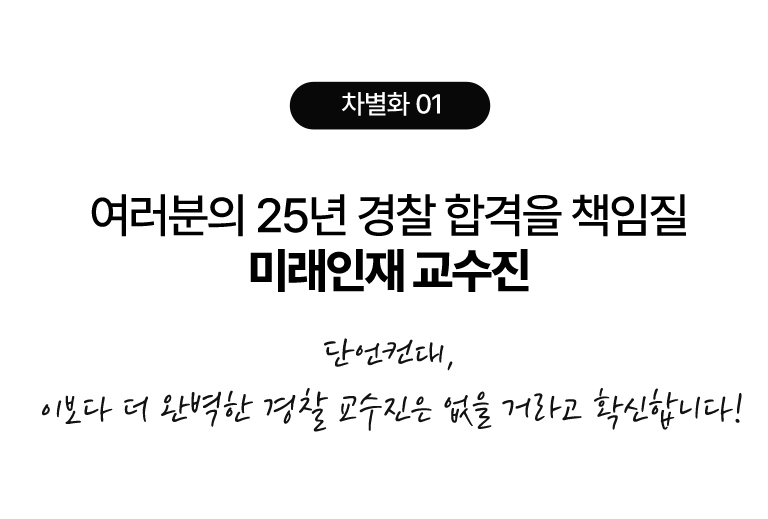 차별화 01
여러분의 25년 경찰 합격을 책임질
미래인재 교수진
단언컨대,
이보다 더 완벽한 경찰 교수진은 없을 거라고 확신합니다!